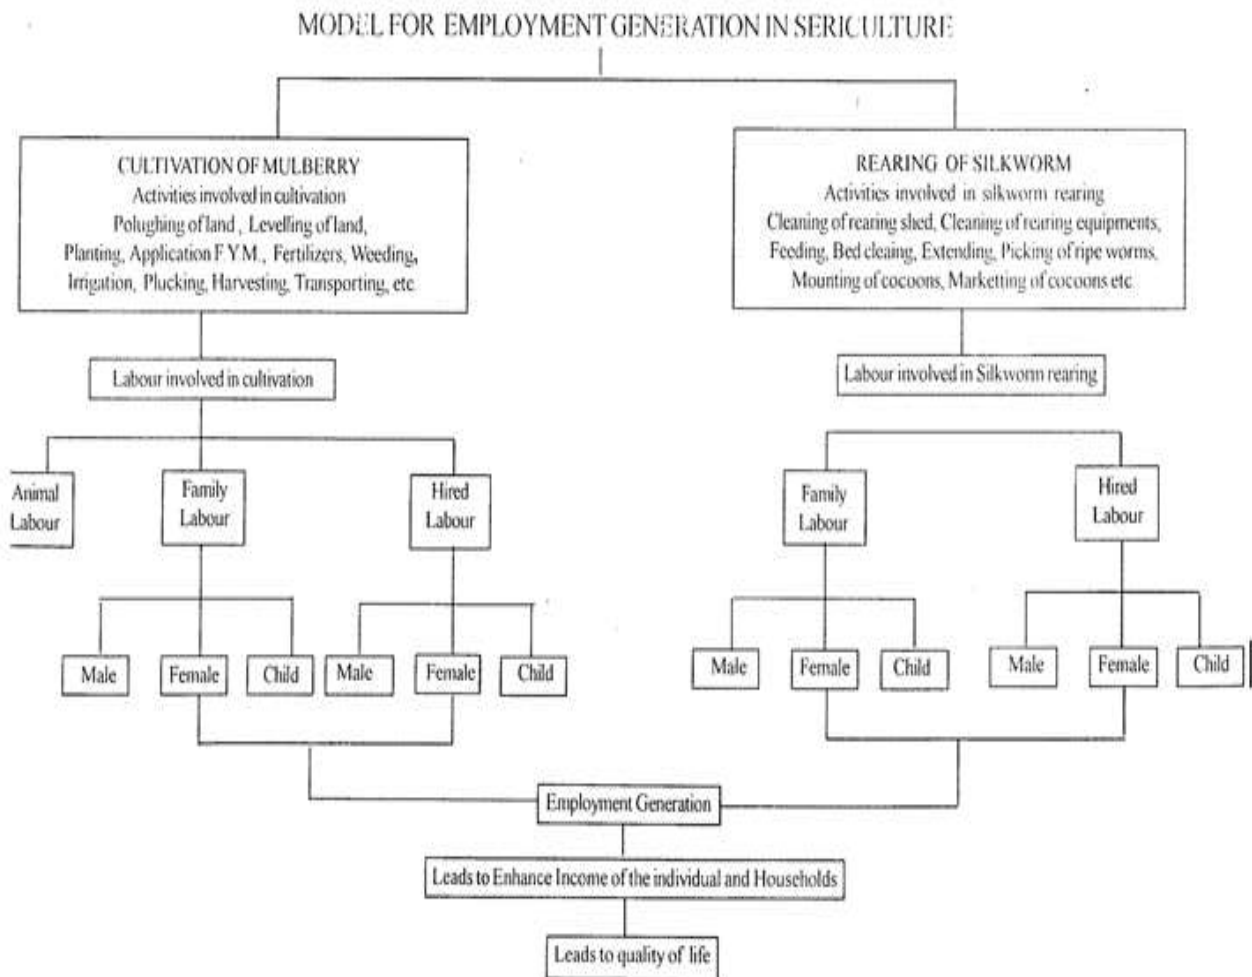 MODEL FOR EMPLOYMENT GENERATION IN SERICULTURE
CULTIVATION OF MULBERRY
Activities involved in cultivation
Polughing of land , Levelling of land,
Planting, Application F.Y.M., Fertilizers, Weeding,
Irrigation, Plucking, Harvesting, Transporting, etc
REARING OF SILKWORM
Activities involved in silkworm rearing
Cleaning of rearing shed, Cleaning of rearing equipments,
Feeding, Bed cleaing, Extending, Picking of ripe worms,
Mounting of cocoons, Marketting of cocoons etc
Labour involved in cultivation
Labour involved in Silkworm rearing
Animal
Labour
Family
Labour
Hired
Labour
Family
Labour
Hired
Labour
Male
Female
Child
Male
Female
Child
Male
Female
Child
Male
Female
Child
Employment Generation
Leads to Enhance Income of the individual and Households
Leads to quality of life